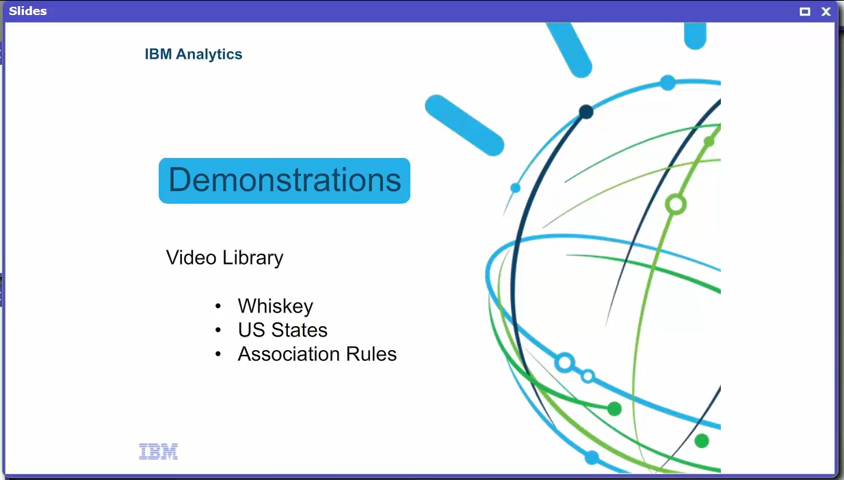 Slides
IBM Analytics
Demonstrations
Video Library
• Whiskey
• US States
• Association Rules
IBM